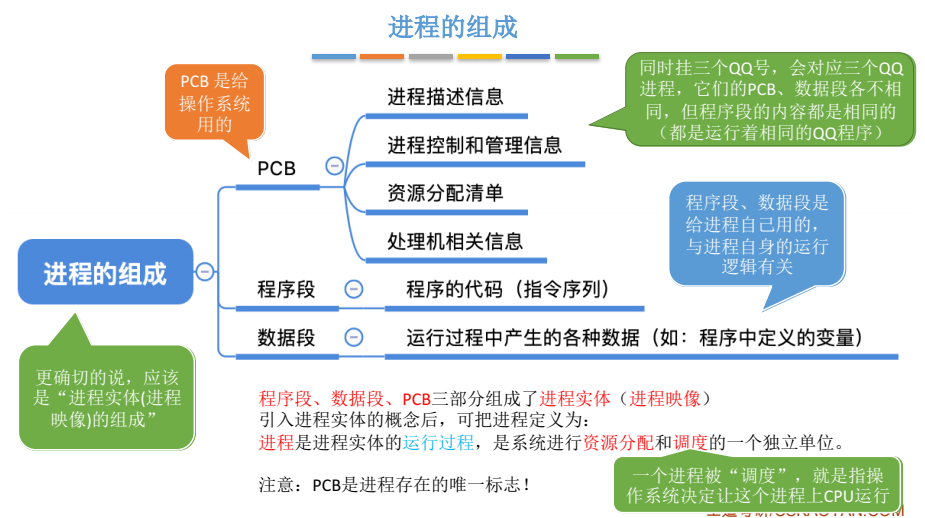 进程的组成
PCB 是给
操作系统
用的
同时挂三个QQ号，会对应三个QQ
进程，它们的PCB、数据段各不相
同，但程序段的内容都是相同的
（都是运行着相同的QQ程序）
进程描述信息
进程控制和管理信息
PCB
资源分配清单
处理机相关信息
程序段、数据段是
给进程自己用的，
与进程自身的运行
逻辑有关
进程的组成
程序段
程序的代码（指令序列）
数据段
运行过程中产生的各种数据（如：程序中定义的变量）
更确切的说，应该
是“进程实体(进程
映像)的组成”
程序段、数据段、PCB三部分组成了进程实体（进程映像）
引入进程实体的概念后，可把进程定义为：
进程是进程实体的运行过程，是系统进行资源分配和调度的一个独立单位。
一个进程被“调度”，就是指操
作系统决定让这个进程上CPU运行
注意：PCB是进程存在的唯一标志！